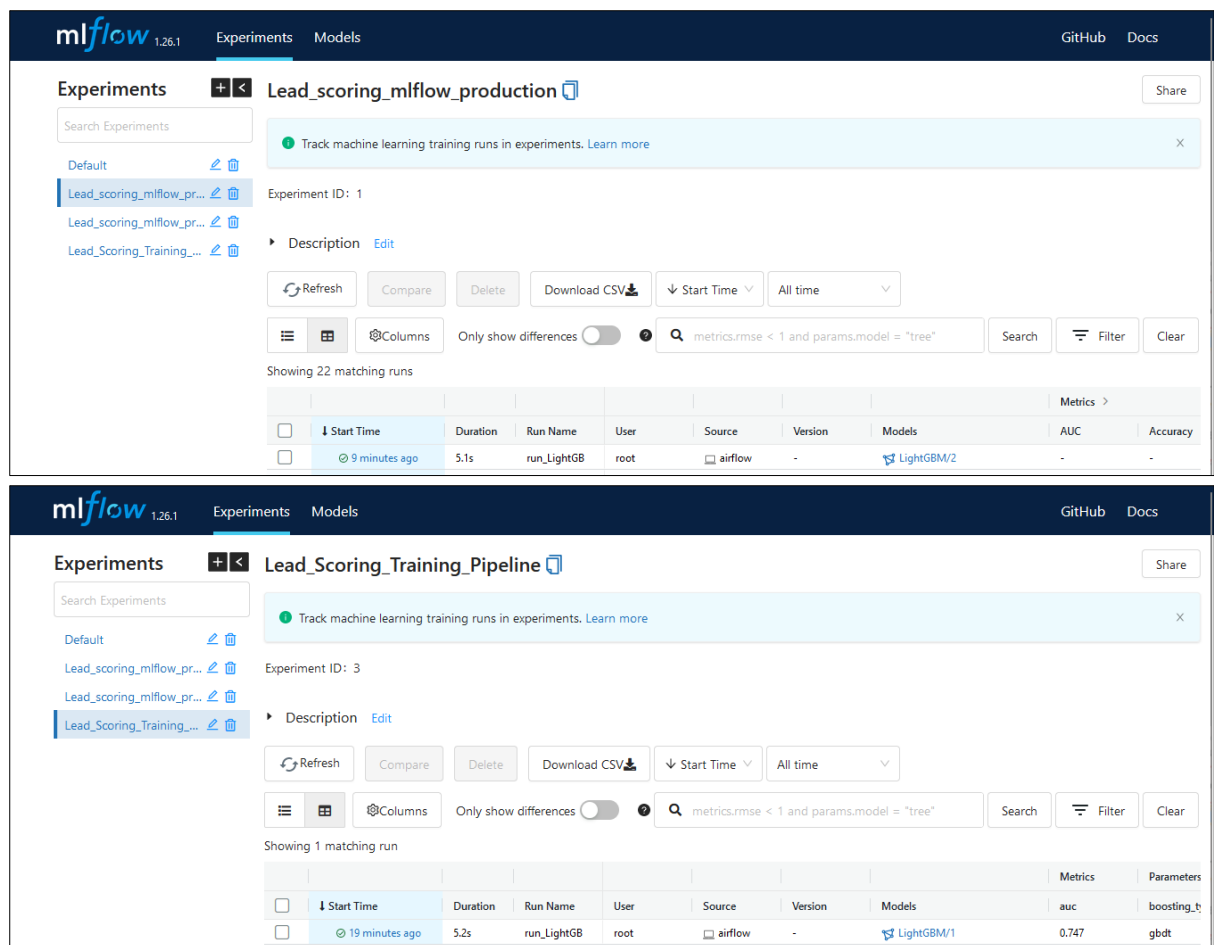 mlflow 1.26.1 Experiments Models GitHub Docs
Experiments + < Lead_scoring_mlflow_production Share
Search Experiments
Track machine learning training runs in experiments. Learn more
Default
Lead_scoring_mlflow_pr... Experiment ID: 1
Lead_scoring_mlflow_pr...
Lead_Scoring_Training_... Description Edit
Refresh Compare Delete Download CSV Start Time All time
Columns Only show differences ? metrics.rmse < 1 and params.model = "tree" Search Filter Clear
Showing 22 matching runs
Metrics >
Start Time Duration Run Name User Source Version Models AUC Accuracy
9 minutes ago 5.1s run_LightGB root airflow - LightGBM/2 - -
mlflow 1.26.1 Experiments Models GitHub Docs
Experiments + < Lead_Scoring_Training_Pipeline Share
Search Experiments
Track machine learning training runs in experiments. Learn more
Default
Lead_scoring_mlflow_pr... Experiment ID: 3
Lead_scoring_mlflow_pr...
Lead_Scoring_Training_... Description Edit
Refresh Compare Delete Download CSV Start Time All time
Columns Only show differences ? metrics.rmse < 1 and params.model = "tree" Search Filter Clear
Showing 1 matching run
Metrics Parameters
Start Time Duration Run Name User Source Version Models auc boosting_ty
19 minutes ago 5.2s run_LightGB root airflow - LightGBM/1 0.747 gbdt